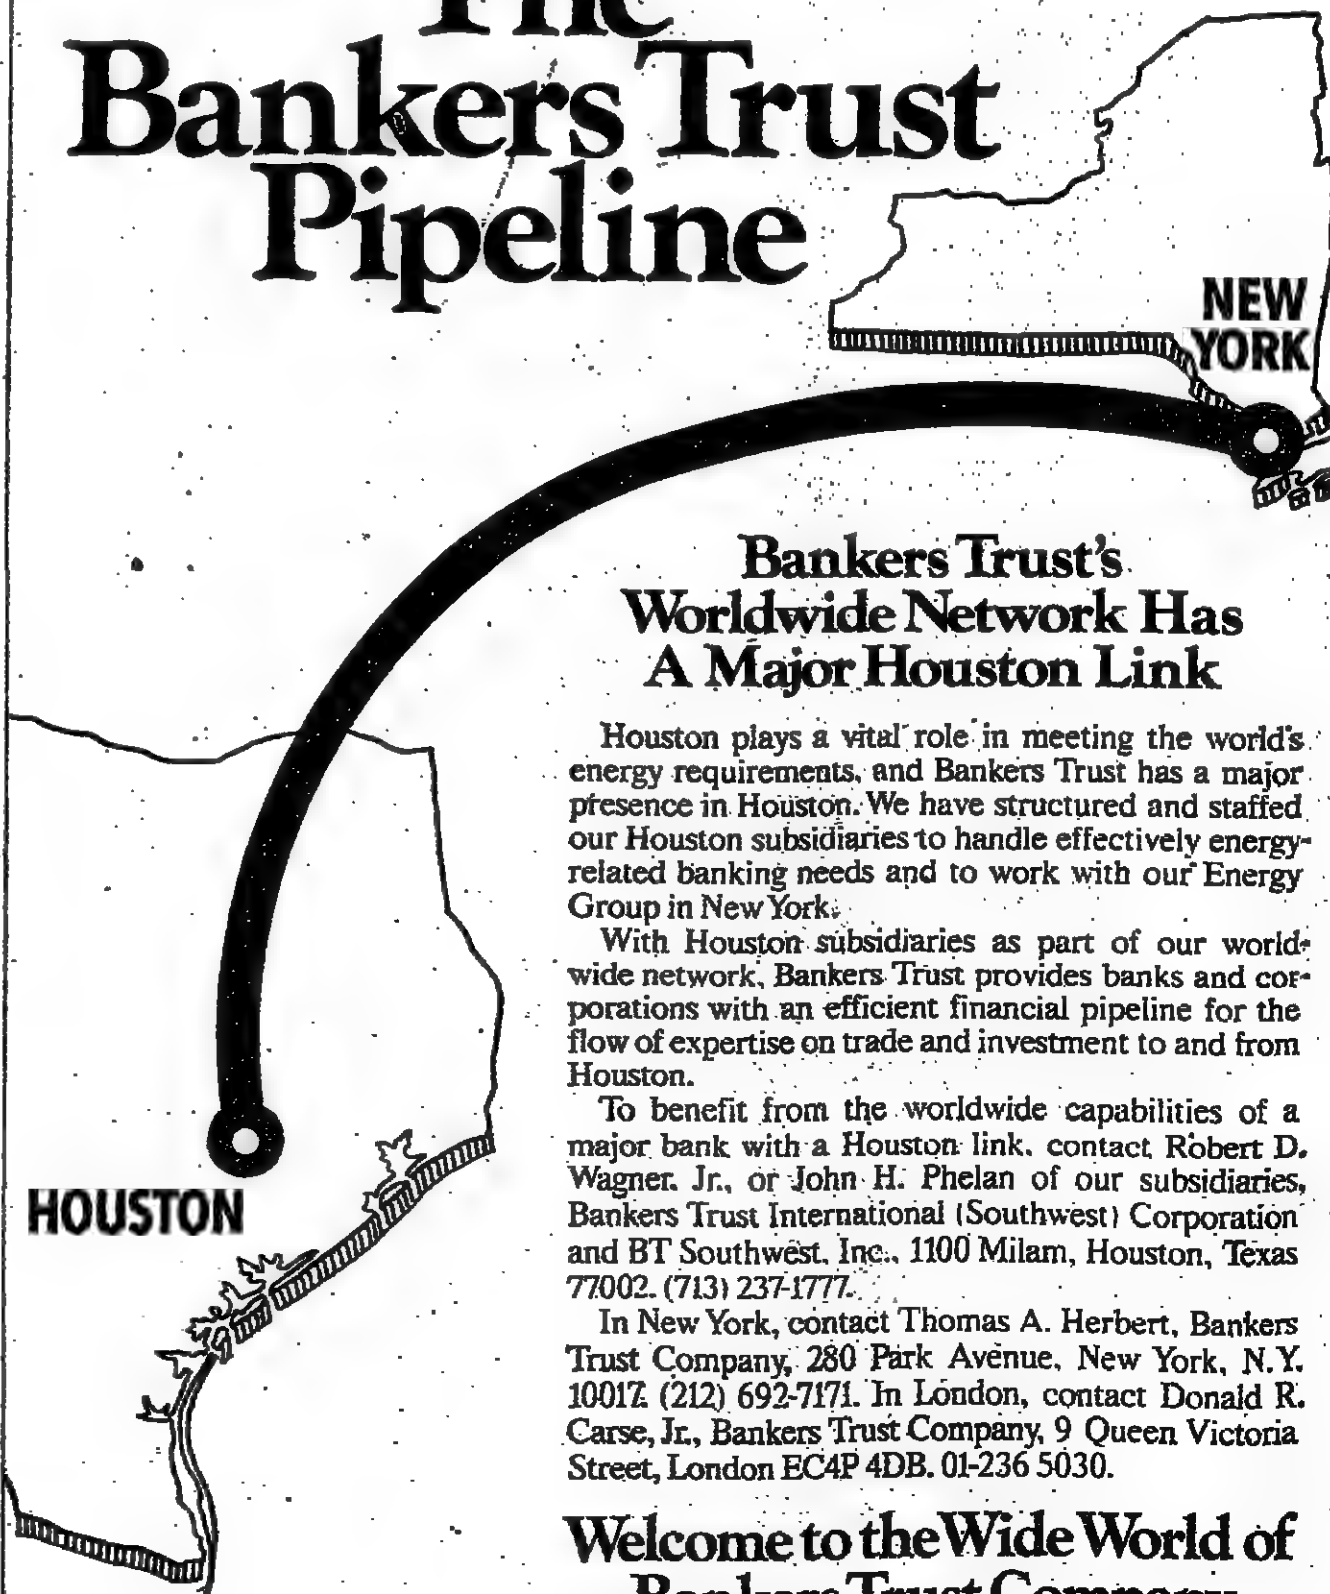 The
Bankers Trust
Pipeline
NEW
YORK
Bankers Trust's
Worldwide Network Has
A Major Houston Link
Houston plays a vital role in meeting the world's
energy requirements, and Bankers Trust has a major
presence in Houston. We have structured and staffed
our Houston subsidiaries to handle effectively energy-
related banking needs and to work with our Energy
Group in New York.
With Houston subsidiaries as part of our world-
wide network, Bankers Trust provides banks and cor-
porations with an efficient financial pipeline for the
flow of expertise on trade and investment to and from
Houston.
To benefit from the worldwide capabilities of a
major bank with a Houston link, contact Robert D.
Wagner, Jr., or John H. Phelan of our subsidiaries,
Bankers Trust International (Southwest) Corporation
and BT Southwest, Inc., 1100 Milam, Houston, Texas
77002. (713) 237-1777.
In New York, contact Thomas A. Herbert, Bankers
Trust Company, 280 Park Avenue, New York, N.Y.
10017. (212) 692-7171. In London, contact Donald R.
Carse, Jr., Bankers Trust Company, 9 Queen Victoria
Street, London EC4P 4DB. 01-236 5030.
HOUSTON
Welcome to the Wide World of
Bankers Trust Company